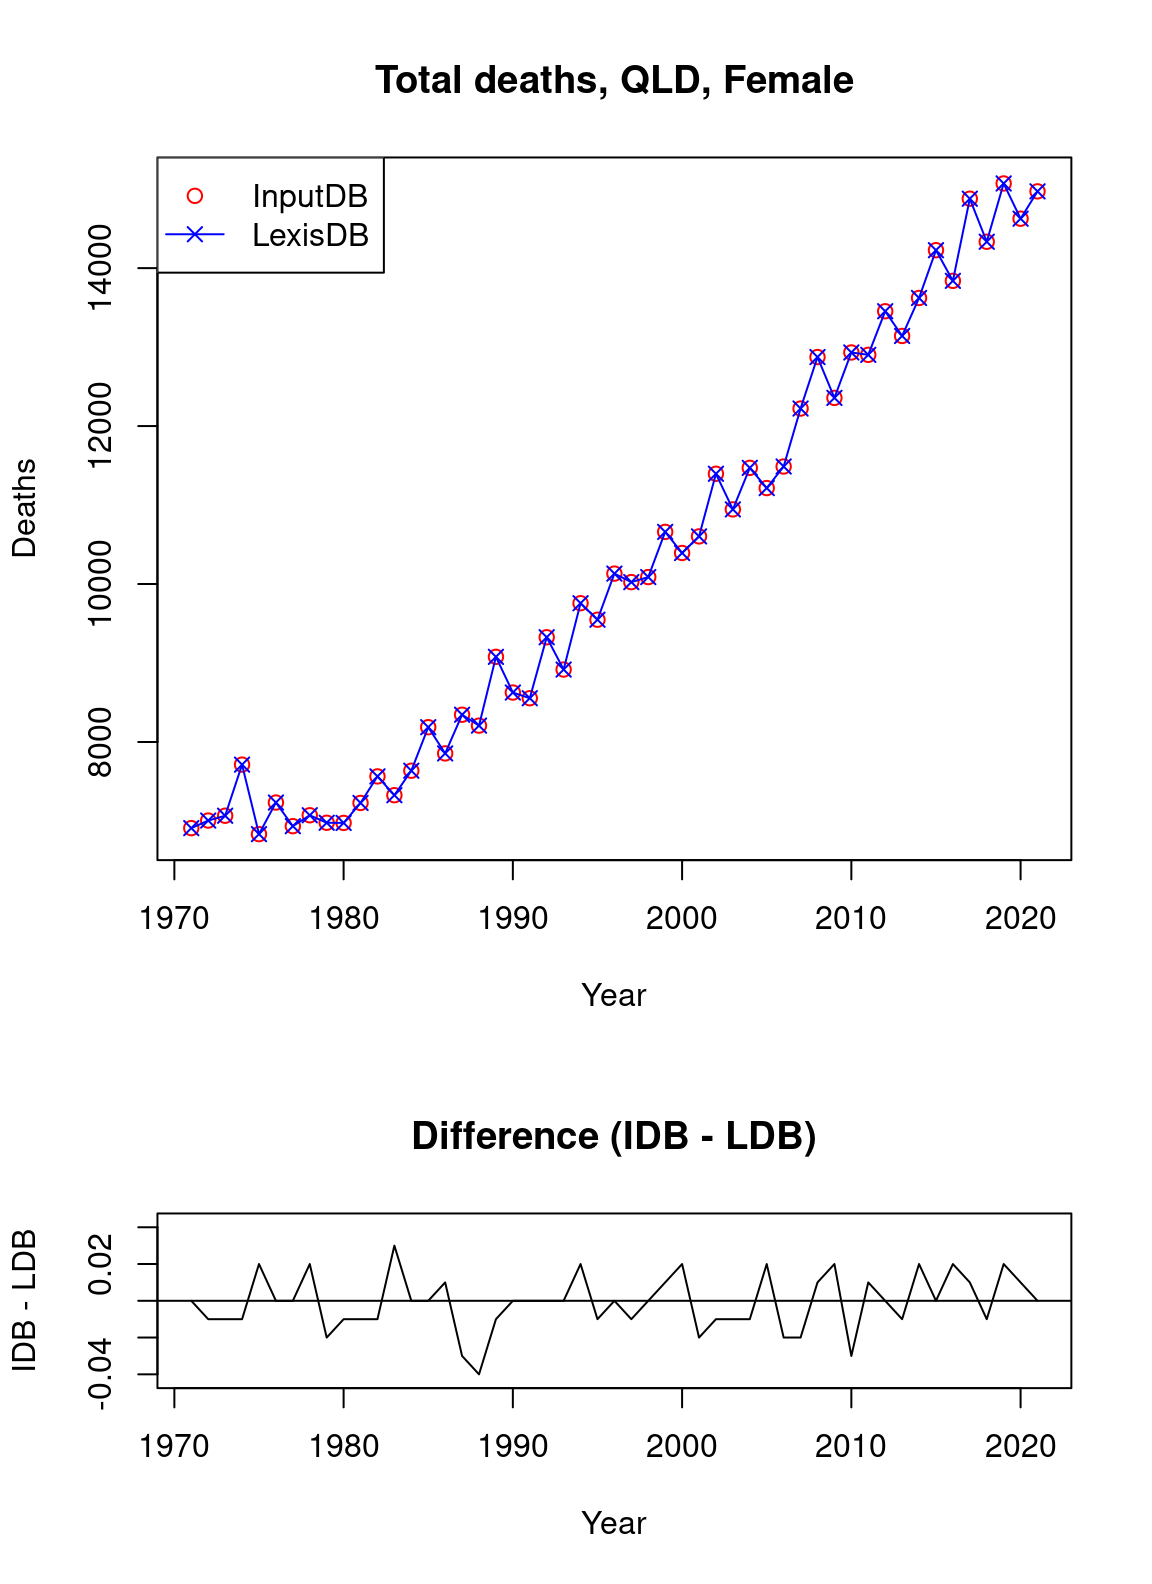 Total deaths, QLD, Female
InputDB
LexisDB
Deaths
14000
12000
10000
8000
1970 1980 1990 2000 2010 2020
Year
Difference (IDB - LDB)
IDB - LDB
0.02
-0.04
1970 1980 1990 2000 2010 2020
Year